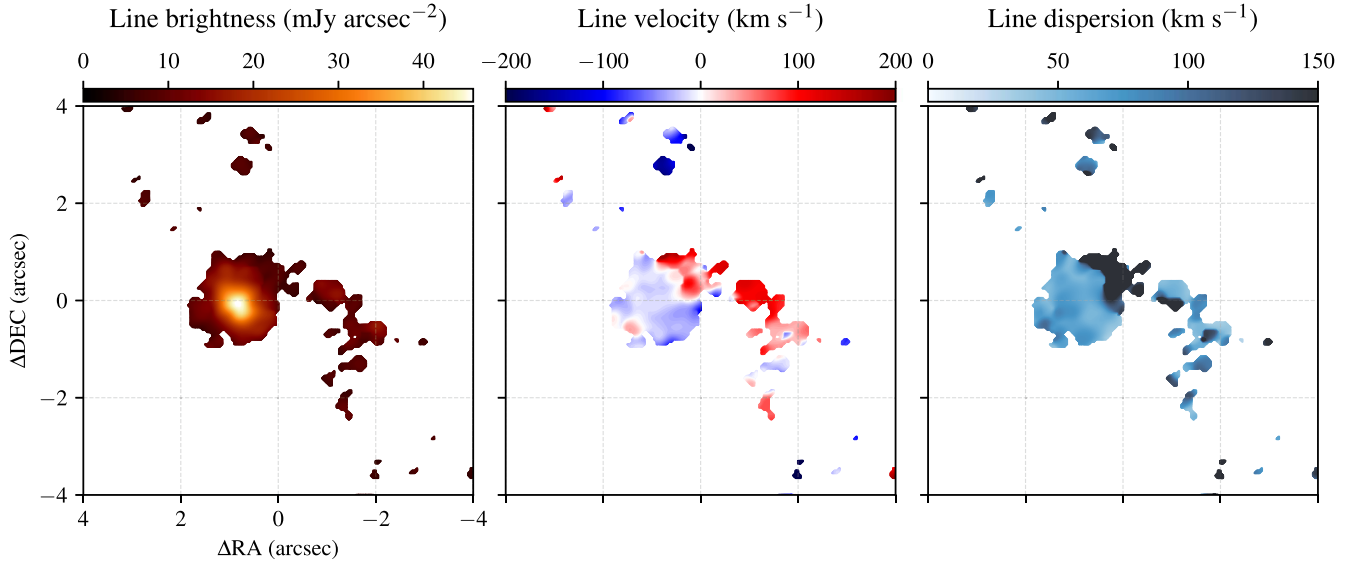 Line brightness (mJy arcsec−2) Line velocity (km s−1) Line dispersion (km s−1)
0 10 20 30 40 −200 −100 0 100 200 0 50 100 150
4
2
0
−2
−4
ΔDEC (arcsec)
4 2 0 −2 −4
ΔRA (arcsec)